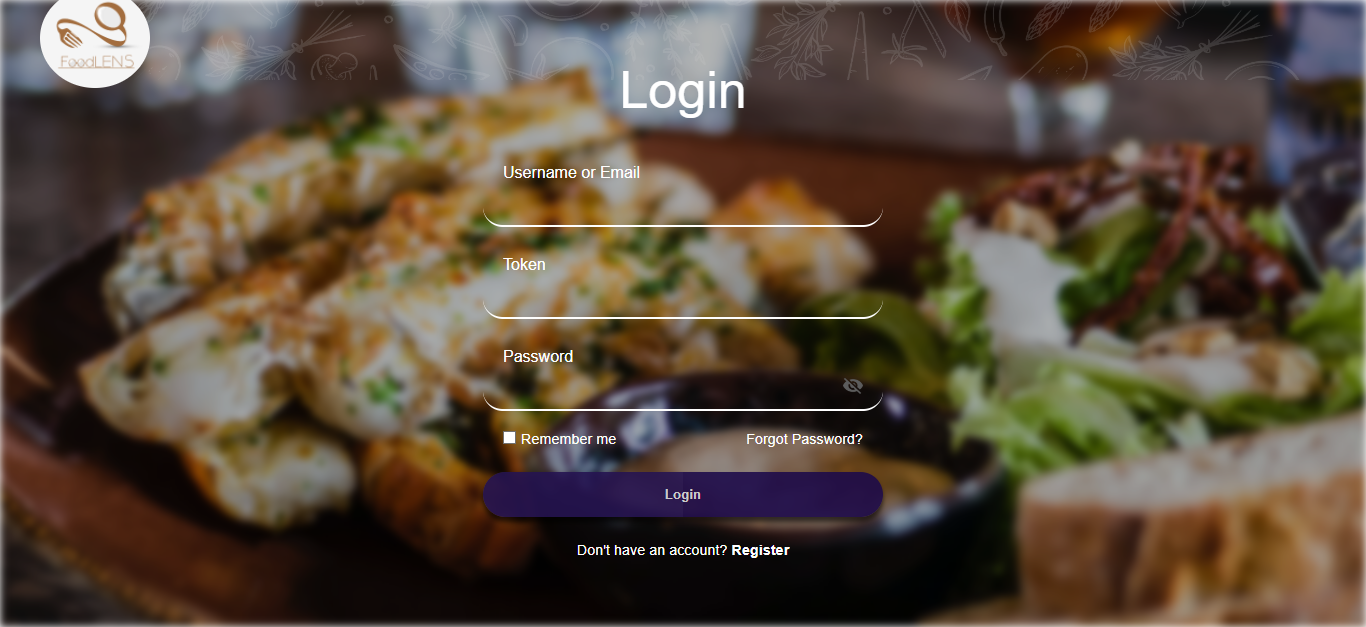 FoodLENS
Login
Username or Email
Token
Password
Remember me Forgot Password?
Login
Don't have an account? Register